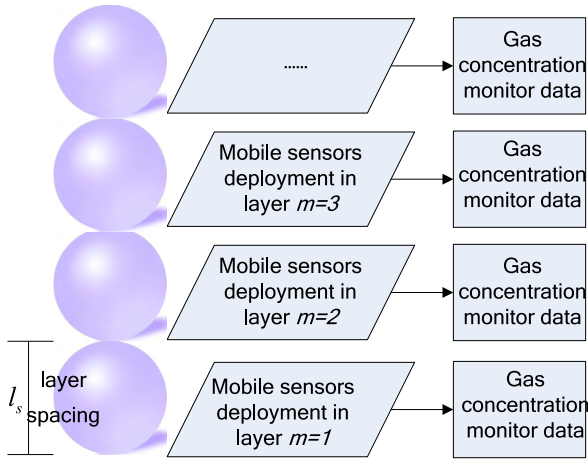 ......
Gas
concentration
monitor data
Mobile sensors
deployment in
layer m=3
Gas
concentration
monitor data
Mobile sensors
deployment in
layer m=2
Gas
concentration
monitor data
l_s
layer
spacing
Mobile sensors
deployment in
layer m=1
Gas
concentration
monitor data